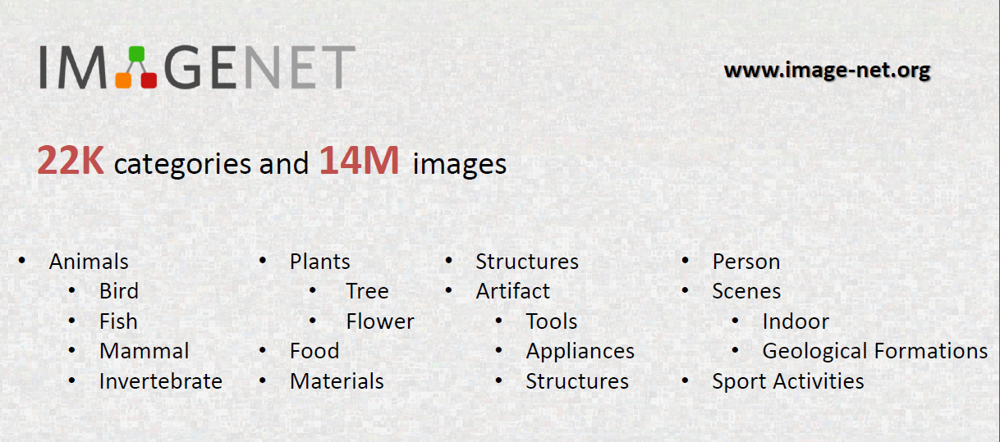 IMAGENET
www.image-net.org
22K categories and 14M images
• Animals
• Bird
• Fish
• Mammal
• Invertebrate
• Plants
• Tree
• Flower
• Food
• Materials
• Structures
• Artifact
• Tools
• Appliances
• Structures
• Person
• Scenes
• Indoor
• Geological Formations
• Sport Activities